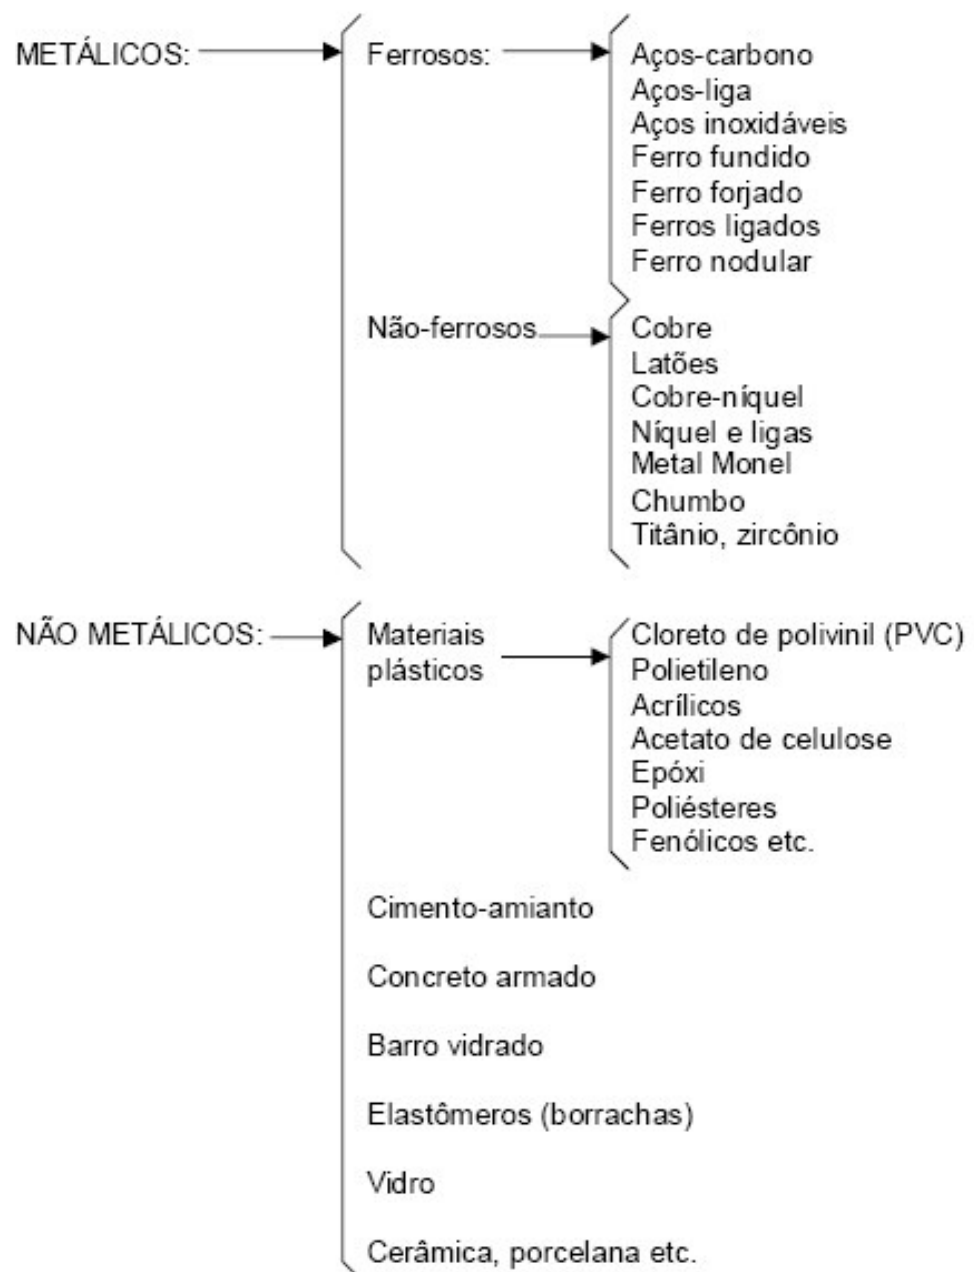 METÁLICOS:
Ferrosos:
Aços-carbono
Aços-liga
Aços inoxidáveis
Ferro fundido
Ferro forjado
Ferros ligados
Ferro nodular
Não-ferrosos
Cobre
Latões
Cobre-níquel
Níquel e ligas
Metal Monel
Chumbo
Titânio, zircônio
NÃO METÁLICOS:
Materiais
plásticos
Cloreto de polivinil (PVC)
Polietileno
Acrílicos
Acetato de celulose
Epóxi
Poliésteres
Fenólicos etc.
Cimento-amianto
Concreto armado
Barro vidrado
Elastômeros (borrachas)
Vidro
Cerâmica, porcelana etc.